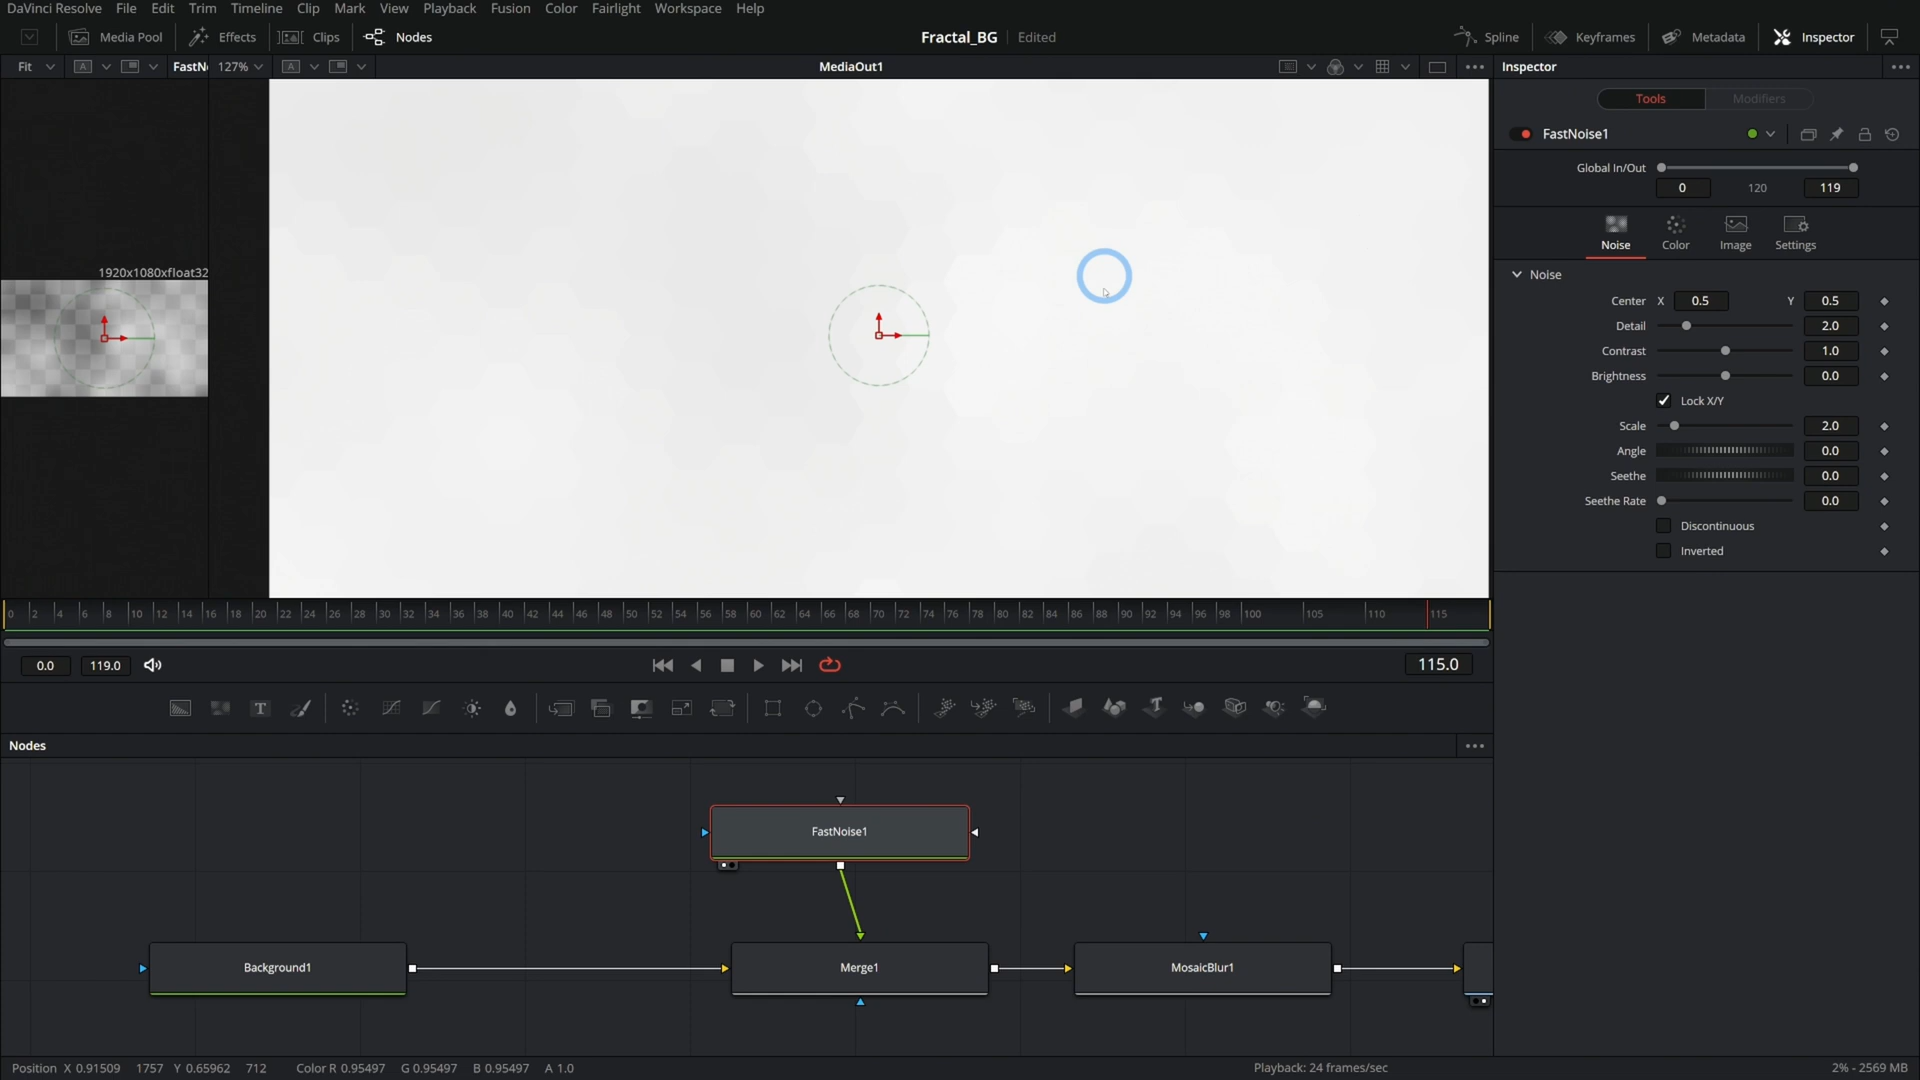 DaVinci Resolve File Edit Trim Timeline Clip Mark View Playback Fusion Color Fairlight Workspace Help
Media Pool Effects Clips Nodes Fractal_BG Edited Spline Keyframes Metadata Inspector
Fit A FastN 127% A MediaOut1 Inspector
Tools Modifiers
FastNoise1
Global In/Out
0 120 119
Noise Color Image Settings
Noise
Center X 0.5 Y 0.5
Detail 2.0
Contrast 1.0
Brightness 0.0
Lock X/Y
Scale 2.0
Angle 0.0
Seethe 0.0
Seethe Rate 0.0
Discontinuous
Inverted
1920x1080xfloat32
0 2 4 6 8 10 12 14 16 18 20 22 24 26 28 30 32 34 36 38 40 42 44 46 48 50 52 54 56 58 60 62 64 66 68 70 72 74 76 78 80 82 84 86 88 90 92 94 96 98 100 105 110 115
0.0 119.0 115.0
T T
Nodes
FastNoise1
Background1 Merge1 MosaicBlur1
Position X 0.91509 1757 Y 0.65962 712 Color R 0.95497 G 0.95497 B 0.95497 A 1.0 Playback: 24 frames/sec 2% - 2569 MB